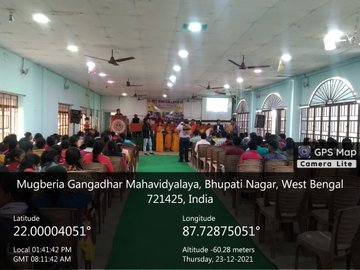 GPS Map
Camera Lite
Mugberia Gangadhar Mahavidyalaya, Bhupati Nagar, West Bengal
721425, India
Latitude
22.00004051°
Longitude
87.72875051°
Local 01:41:42 PM
GMT 08:11:42 AM
Altitude -60.28 meters
Thursday, 23-12-2021